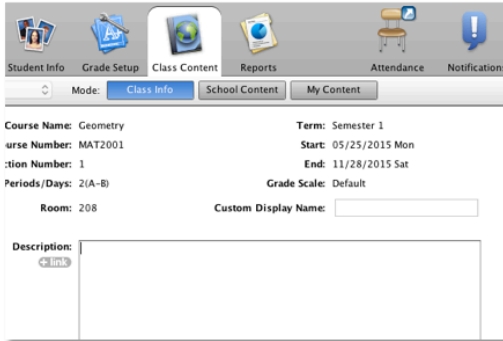 Student Info Grade Setup Class Content Reports Attendance Notification
Mode: Class Info School Content My Content
Course Name: Geometry Term: Semester 1
urse Number: MAT2001 Start: 05/25/2015 Mon
ction Number: 1 End: 11/28/2015 Sat
Periods/Days: 2(A-B) Grade Scale: Default
Room: 208 Custom Display Name:
Description:
+ link